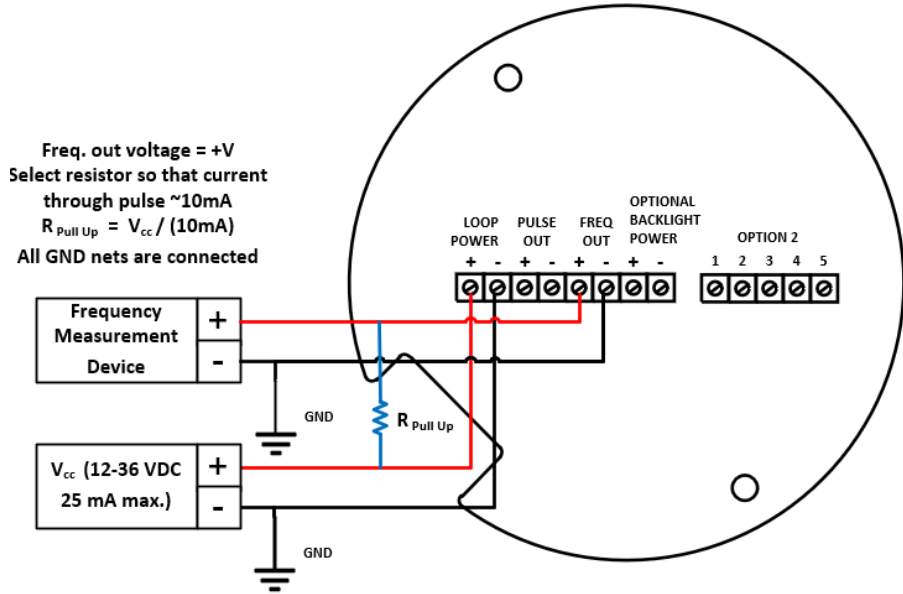 Freq. out voltage = +V
Select resistor so that current
through pulse ~10mA
R Pull Up = Vcc / (10mA)
All GND nets are connected
Frequency
Measurement
Device
+
-
GND
R Pull Up
Vcc (12-36 VDC
25 mA max.)
+
-
GND
LOOP
POWER
+ -
PULSE
OUT
+ -
FREQ
OUT
+ -
OPTIONAL
BACKLIGHT
POWER
+ -
OPTION 2
1 2 3 4 5